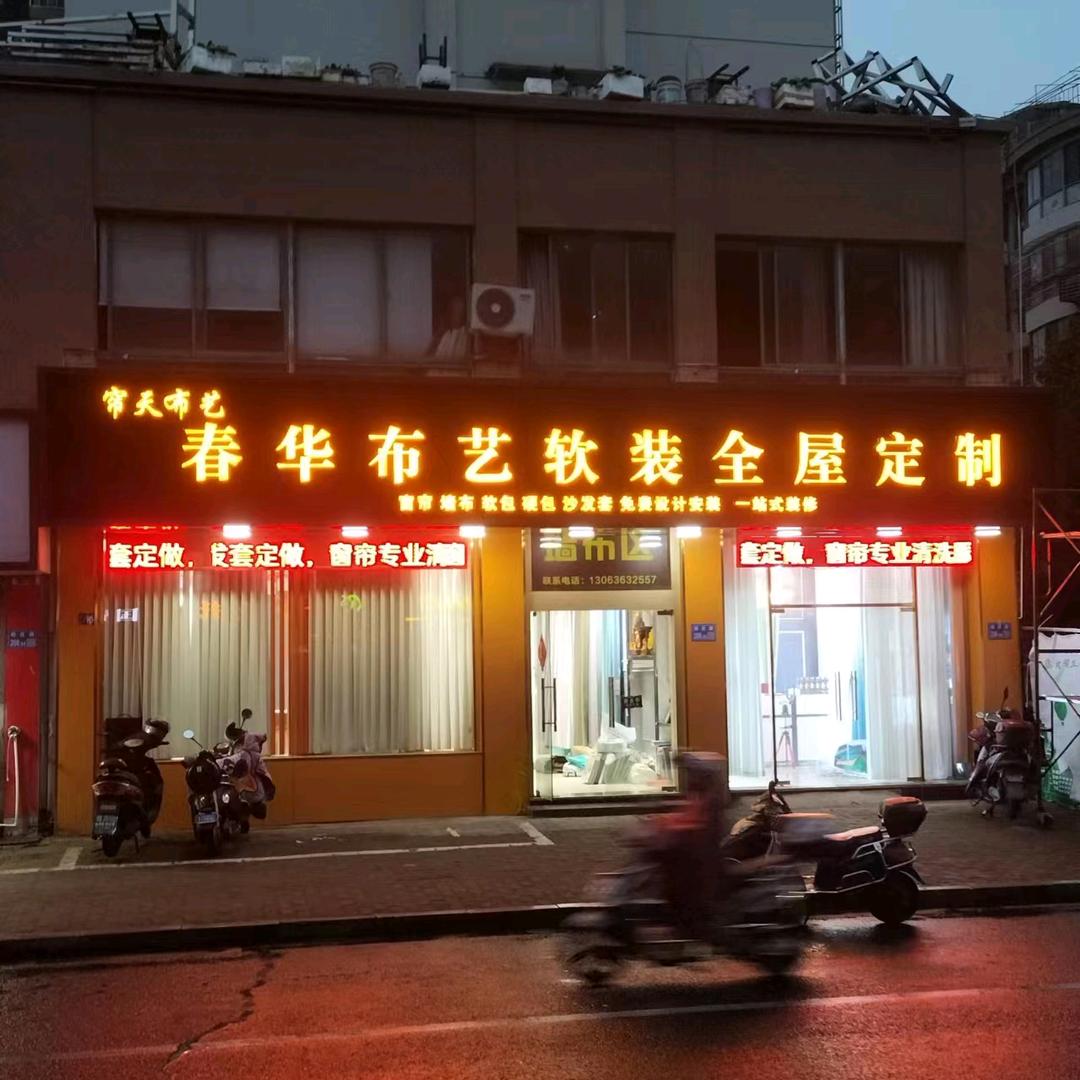 帘天布艺
春华布艺软装全屋定制
窗帘 墙布 软包 硬包 沙发套 免费设计安装 一站式装修
套定做，发套定做，窗帘专业清窗
墙布区
联系电话：13063632557
套定做，窗帘专业清洗